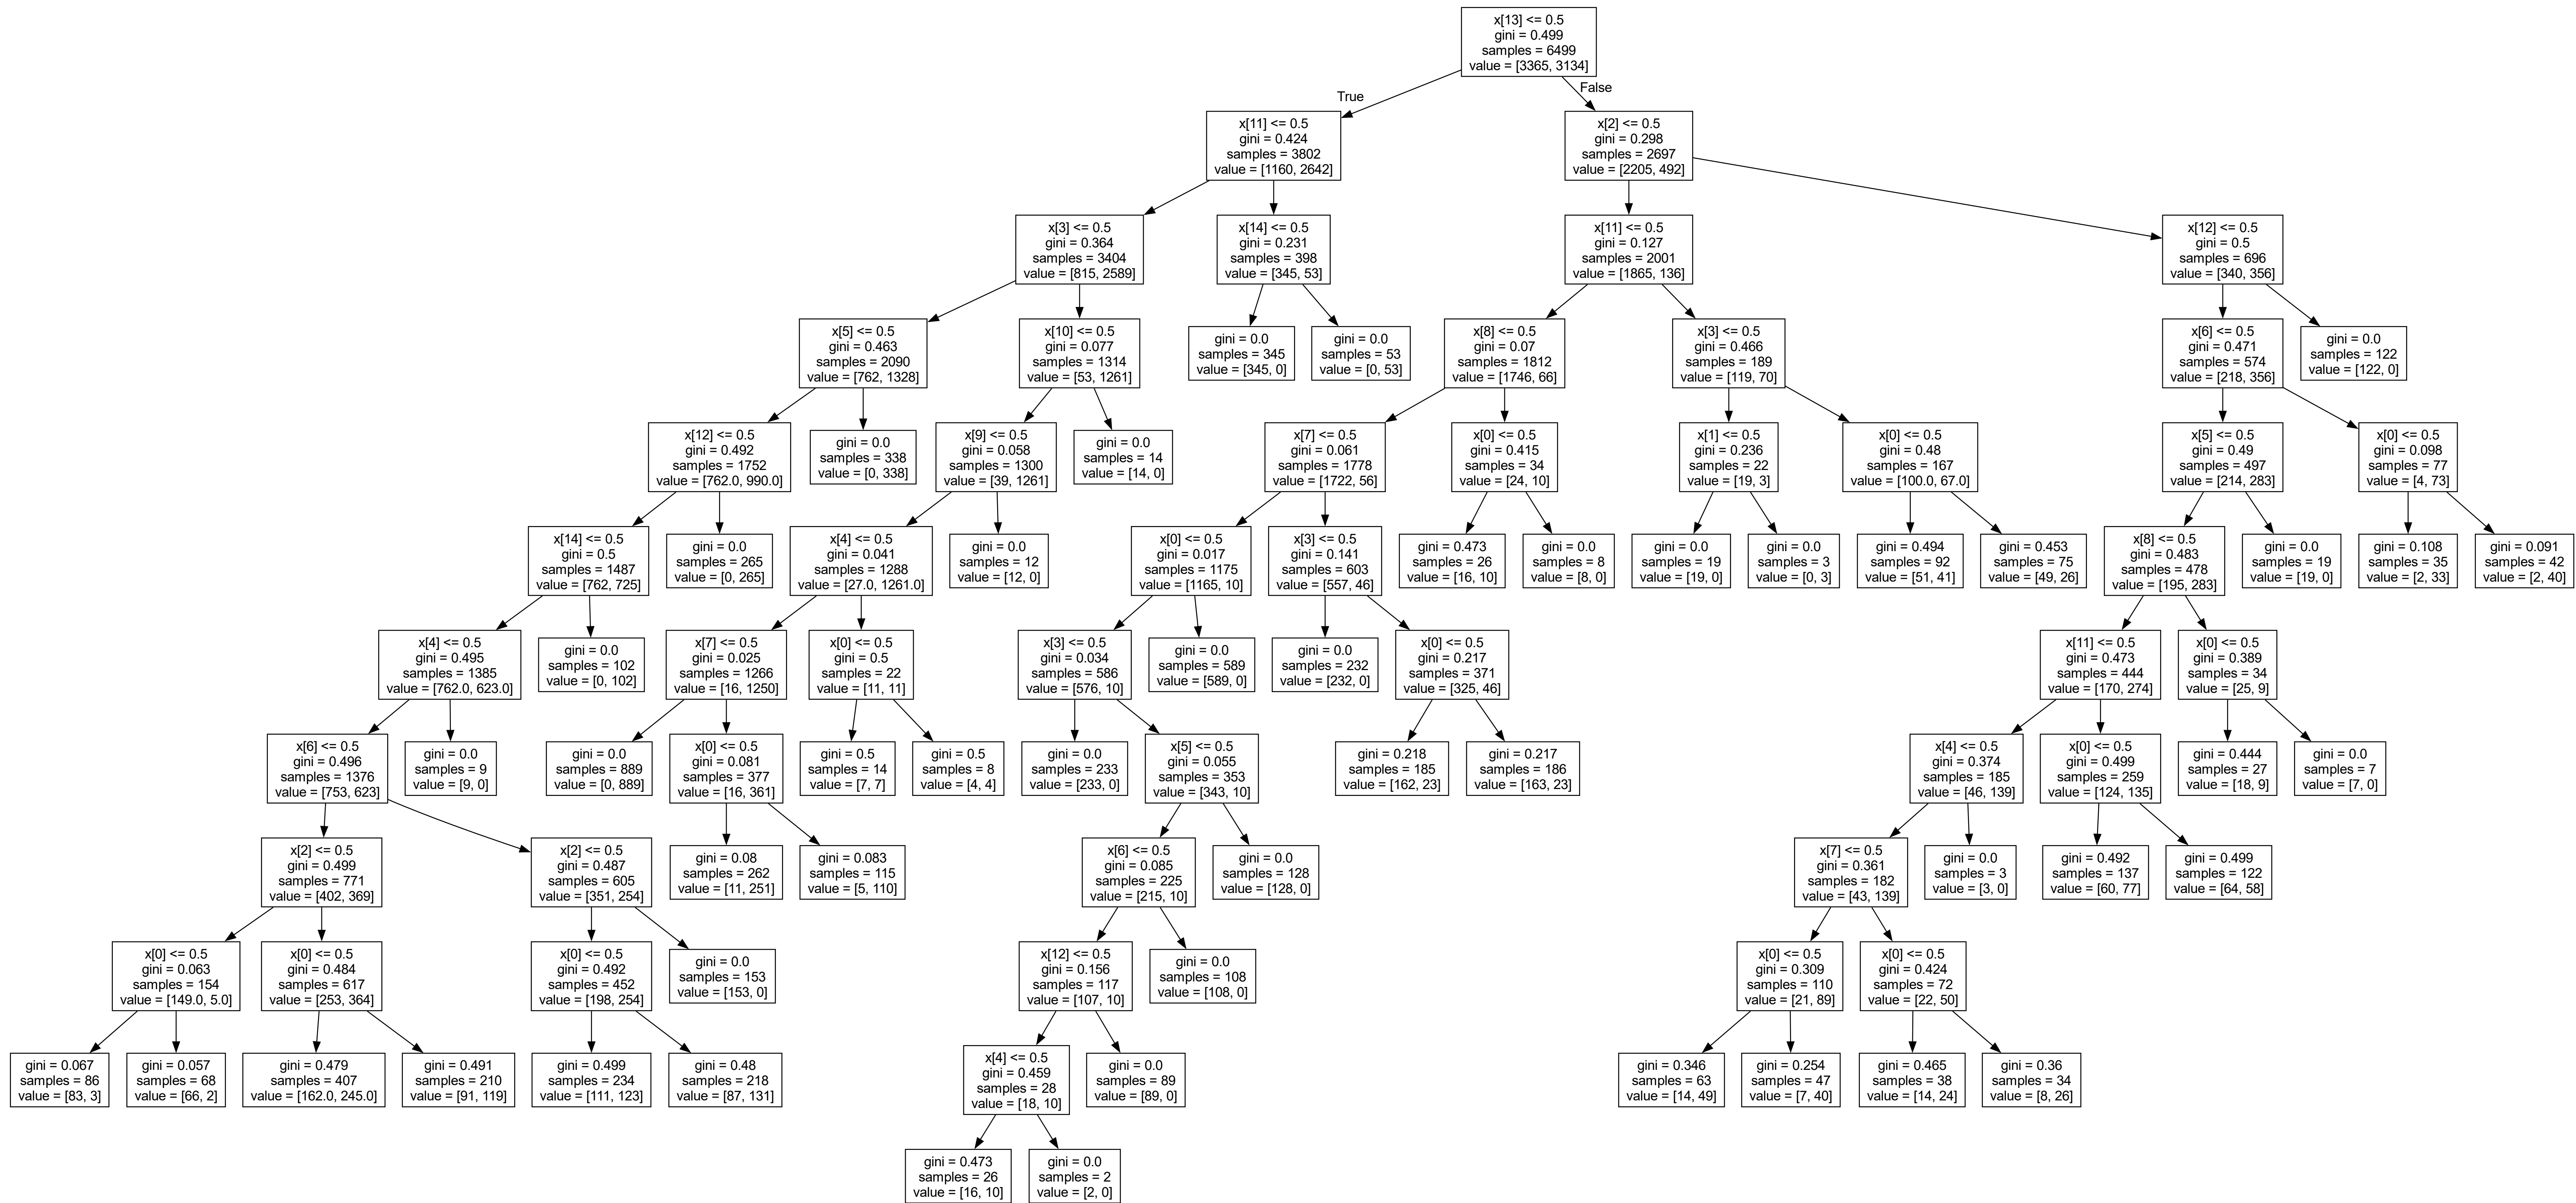 x[13] <= 0.5
gini = 0.499
samples = 6499
value = [3365, 3134]
True
False
x[11] <= 0.5
gini = 0.424
samples = 3802
value = [1160, 2642]
x[2] <= 0.5
gini = 0.298
samples = 2697
value = [2205, 492]
x[3] <= 0.5
gini = 0.364
samples = 3404
value = [815, 2589]
x[14] <= 0.5
gini = 0.231
samples = 398
value = [345, 53]
x[11] <= 0.5
gini = 0.127
samples = 2001
value = [1865, 136]
x[12] <= 0.5
gini = 0.5
samples = 696
value = [340, 356]
x[5] <= 0.5
gini = 0.463
samples = 2090
value = [762, 1328]
x[10] <= 0.5
gini = 0.077
samples = 1314
value = [53, 1261]
gini = 0.0
samples = 345
value = [345, 0]
gini = 0.0
samples = 53
value = [0, 53]
x[8] <= 0.5
gini = 0.07
samples = 1812
value = [1746, 66]
x[3] <= 0.5
gini = 0.466
samples = 189
value = [119, 70]
x[6] <= 0.5
gini = 0.471
samples = 574
value = [218, 356]
gini = 0.0
samples = 122
value = [122, 0]
x[12] <= 0.5
gini = 0.492
samples = 1752
value = [762.0, 990.0]
gini = 0.0
samples = 338
value = [0, 338]
x[9] <= 0.5
gini = 0.058
samples = 1300
value = [39, 1261]
gini = 0.0
samples = 14
value = [14, 0]
x[7] <= 0.5
gini = 0.061
samples = 1778
value = [1722, 56]
x[0] <= 0.5
gini = 0.415
samples = 34
value = [24, 10]
x[1] <= 0.5
gini = 0.236
samples = 22
value = [19, 3]
x[0] <= 0.5
gini = 0.48
samples = 167
value = [100.0, 67.0]
x[5] <= 0.5
gini = 0.49
samples = 497
value = [214, 283]
x[0] <= 0.5
gini = 0.098
samples = 77
value = [4, 73]
x[14] <= 0.5
gini = 0.5
samples = 1487
value = [762, 725]
gini = 0.0
samples = 265
value = [0, 265]
x[4] <= 0.5
gini = 0.041
samples = 1288
value = [27.0, 1261.0]
gini = 0.0
samples = 12
value = [12, 0]
x[0] <= 0.5
gini = 0.017
samples = 1175
value = [1165, 10]
x[3] <= 0.5
gini = 0.141
samples = 603
value = [557, 46]
gini = 0.473
samples = 26
value = [16, 10]
gini = 0.0
samples = 8
value = [8, 0]
gini = 0.0
samples = 19
value = [19, 0]
gini = 0.0
samples = 3
value = [0, 3]
gini = 0.494
samples = 92
value = [51, 41]
gini = 0.453
samples = 75
value = [49, 26]
x[8] <= 0.5
gini = 0.483
samples = 478
value = [195, 283]
gini = 0.0
samples = 19
value = [19, 0]
gini = 0.108
samples = 35
value = [2, 33]
gini = 0.091
samples = 42
value = [2, 40]
x[4] <= 0.5
gini = 0.495
samples = 1385
value = [762.0, 623.0]
gini = 0.0
samples = 102
value = [0, 102]
x[7] <= 0.5
gini = 0.025
samples = 1266
value = [16, 1250]
x[0] <= 0.5
gini = 0.5
samples = 22
value = [11, 11]
x[3] <= 0.5
gini = 0.034
samples = 586
value = [576, 10]
gini = 0.0
samples = 589
value = [589, 0]
gini = 0.0
samples = 232
value = [232, 0]
x[0] <= 0.5
gini = 0.217
samples = 371
value = [325, 46]
x[11] <= 0.5
gini = 0.473
samples = 444
value = [170, 274]
x[0] <= 0.5
gini = 0.389
samples = 34
value = [25, 9]
x[6] <= 0.5
gini = 0.496
samples = 1376
value = [753, 623]
gini = 0.0
samples = 9
value = [9, 0]
gini = 0.0
samples = 889
value = [0, 889]
x[0] <= 0.5
gini = 0.081
samples = 377
value = [16, 361]
gini = 0.5
samples = 14
value = [7, 7]
gini = 0.5
samples = 8
value = [4, 4]
gini = 0.0
samples = 233
value = [233, 0]
x[5] <= 0.5
gini = 0.055
samples = 353
value = [343, 10]
gini = 0.218
samples = 185
value = [162, 23]
gini = 0.217
samples = 186
value = [163, 23]
x[4] <= 0.5
gini = 0.374
samples = 185
value = [46, 139]
x[0] <= 0.5
gini = 0.499
samples = 259
value = [124, 135]
gini = 0.444
samples = 27
value = [18, 9]
gini = 0.0
samples = 7
value = [7, 0]
x[2] <= 0.5
gini = 0.499
samples = 771
value = [402, 369]
x[2] <= 0.5
gini = 0.487
samples = 605
value = [351, 254]
gini = 0.08
samples = 262
value = [11, 251]
gini = 0.083
samples = 115
value = [5, 110]
x[6] <= 0.5
gini = 0.085
samples = 225
value = [215, 10]
gini = 0.0
samples = 128
value = [128, 0]
x[7] <= 0.5
gini = 0.361
samples = 182
value = [43, 139]
gini = 0.0
samples = 3
value = [3, 0]
gini = 0.492
samples = 137
value = [60, 77]
gini = 0.499
samples = 122
value = [64, 58]
x[0] <= 0.5
gini = 0.063
samples = 154
value = [149.0, 5.0]
x[0] <= 0.5
gini = 0.484
samples = 617
value = [253, 364]
x[0] <= 0.5
gini = 0.492
samples = 452
value = [198, 254]
gini = 0.0
samples = 153
value = [153, 0]
x[12] <= 0.5
gini = 0.156
samples = 117
value = [107, 10]
gini = 0.0
samples = 108
value = [108, 0]
x[0] <= 0.5
gini = 0.309
samples = 110
value = [21, 89]
x[0] <= 0.5
gini = 0.424
samples = 72
value = [22, 50]
gini = 0.067
samples = 86
value = [83, 3]
gini = 0.057
samples = 68
value = [66, 2]
gini = 0.479
samples = 407
value = [162.0, 245.0]
gini = 0.491
samples = 210
value = [91, 119]
gini = 0.499
samples = 234
value = [111, 123]
gini = 0.48
samples = 218
value = [87, 131]
x[4] <= 0.5
gini = 0.459
samples = 28
value = [18, 10]
gini = 0.0
samples = 89
value = [89, 0]
gini = 0.346
samples = 63
value = [14, 49]
gini = 0.254
samples = 47
value = [7, 40]
gini = 0.465
samples = 38
value = [14, 24]
gini = 0.36
samples = 34
value = [8, 26]
gini = 0.473
samples = 26
value = [16, 10]
gini = 0.0
samples = 2
value = [2, 0]